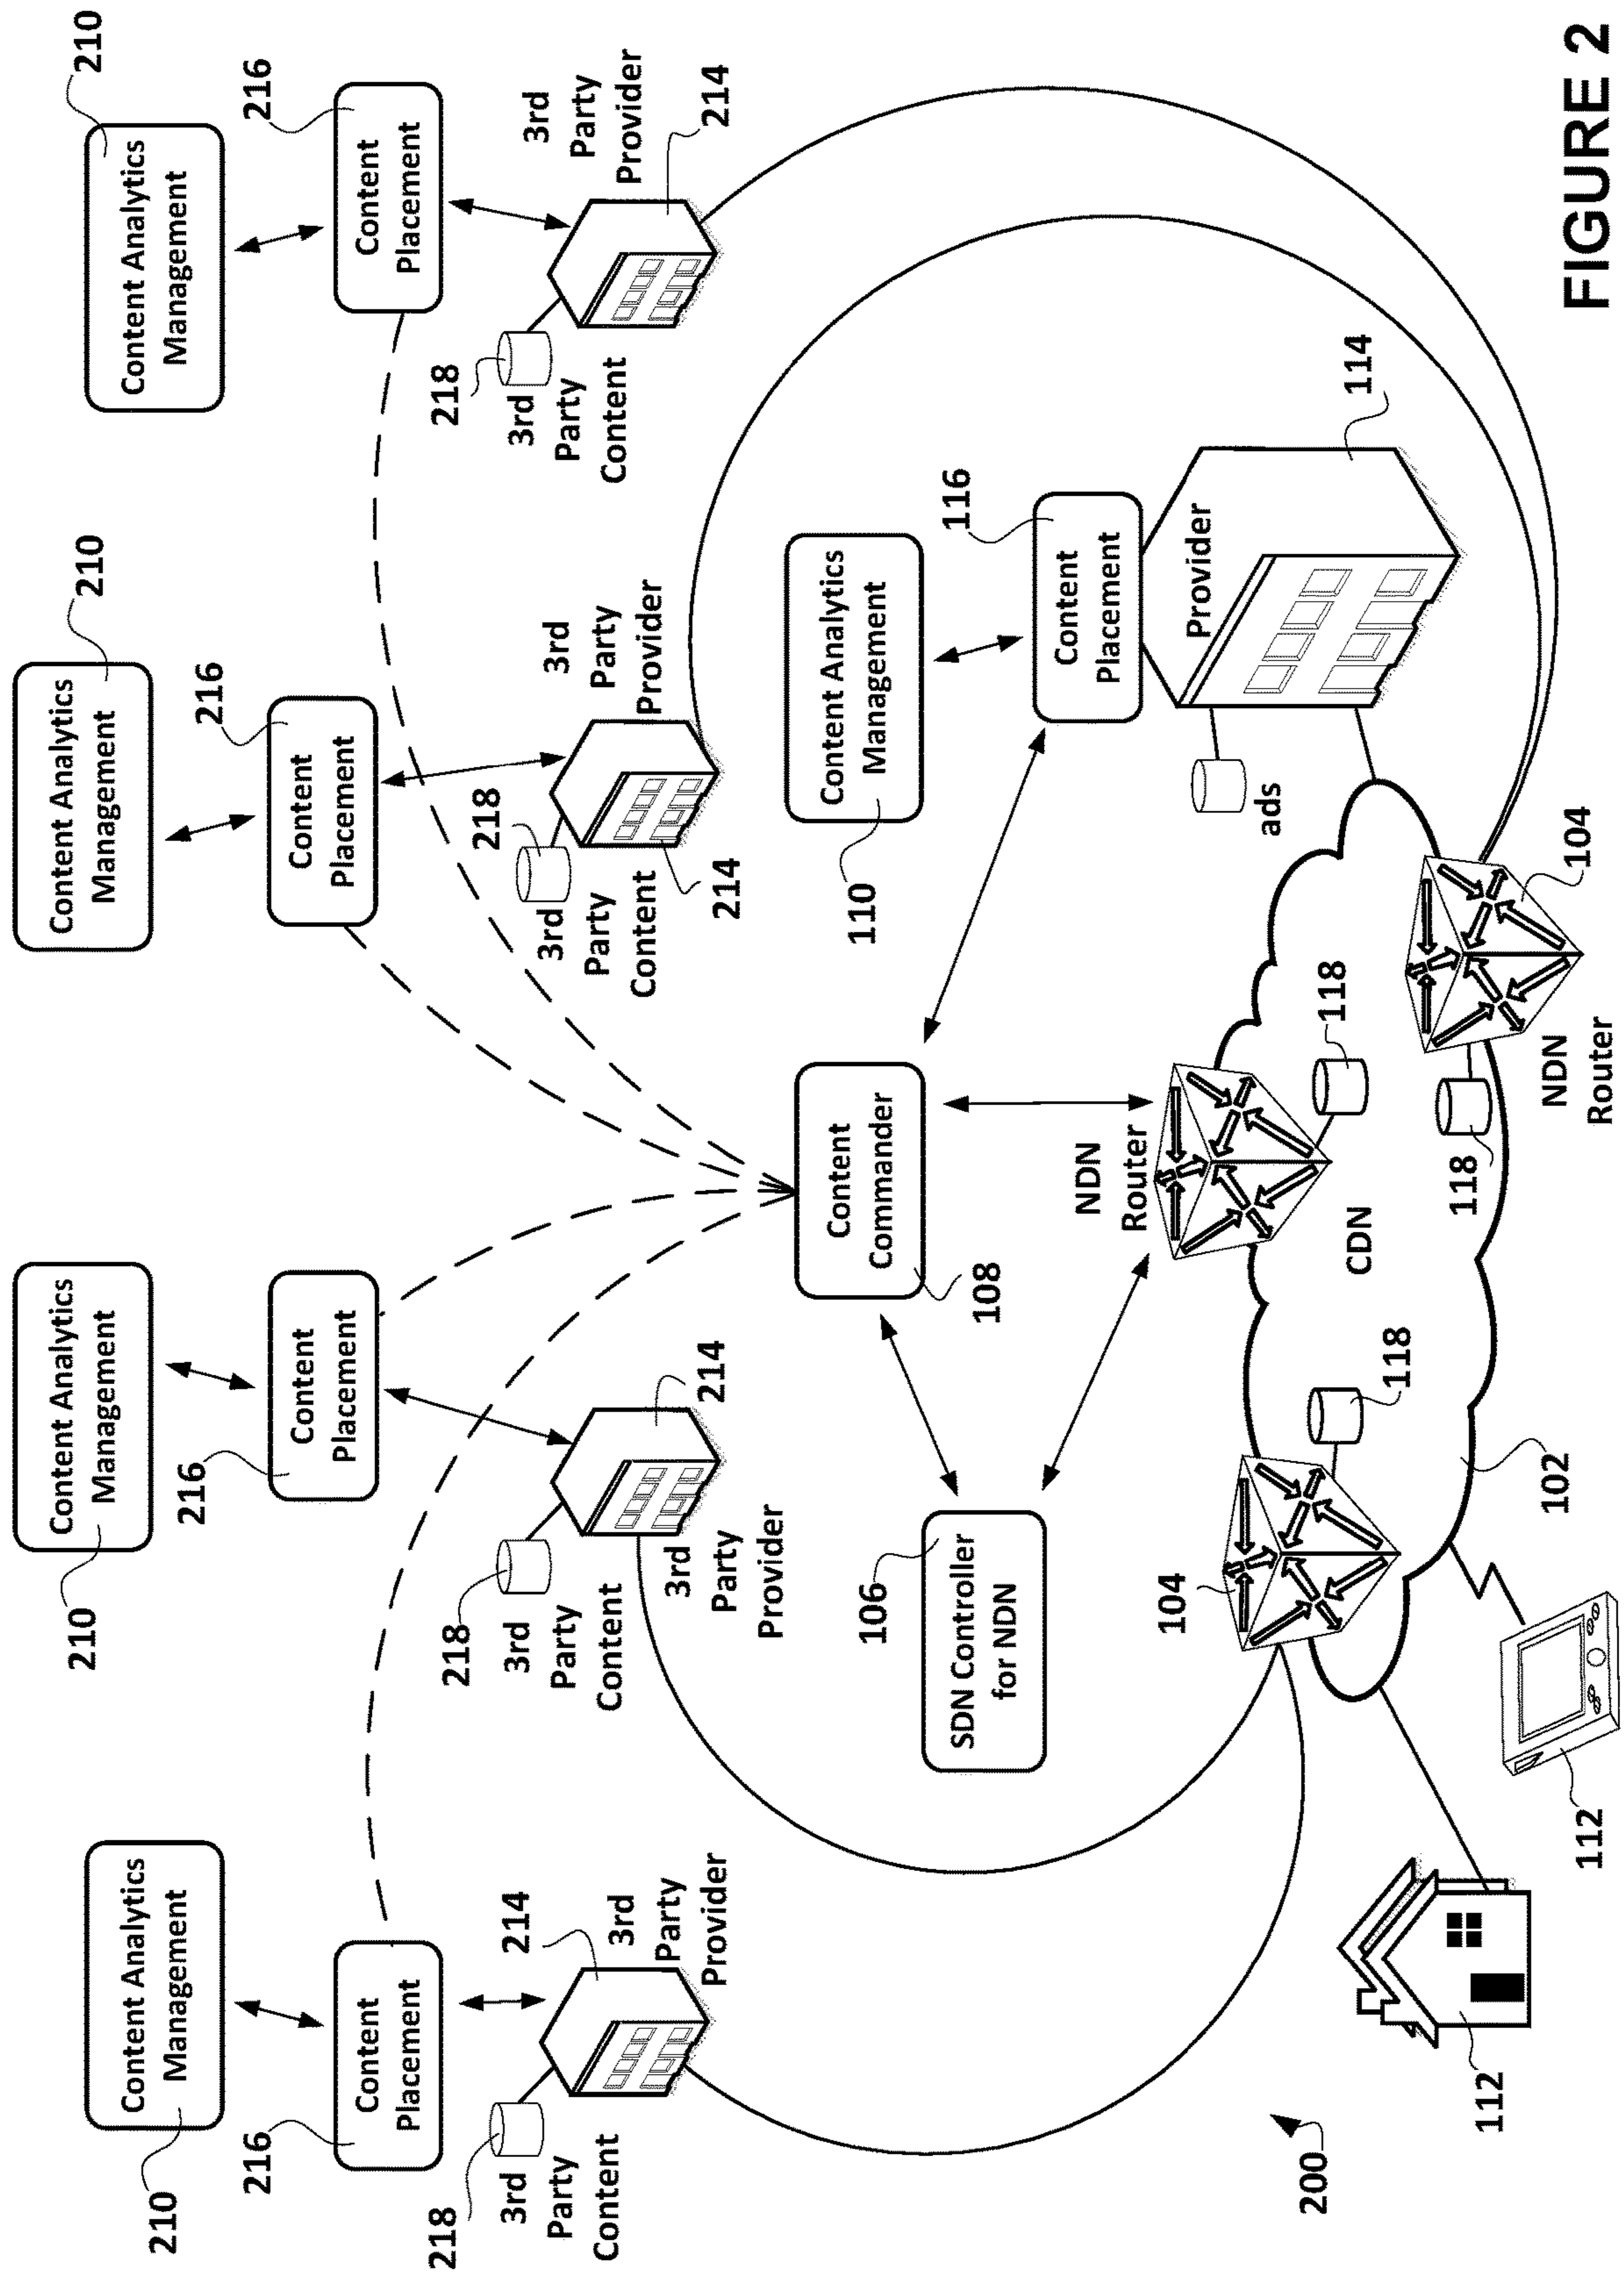 210
Content Analytics
Management
216
Content
Placement
214
3rd
Party
Provider
218
3rd
Party
Content
210
Content Analytics
Management
216
Content
Placement
214
3rd
Party
Provider
218
3rd
Party
Content
210
Content Analytics
Management
216
Content
Placement
3rd
Party
Provider
218
214
3rd
Party
Content
210
Content Analytics
Management
216
Content
Placement
3rd
Party
Provider
214
218
3rd
Party
Content
Content
Commander
108
110
Content Analytics
Management
116
Content
Placement
Provider
114
ads
106
SDN Controller
for NDN
NDN
Router
104
118
CDN
118
118
NDN
Router
104
102
112
112
200
FIGURE 2